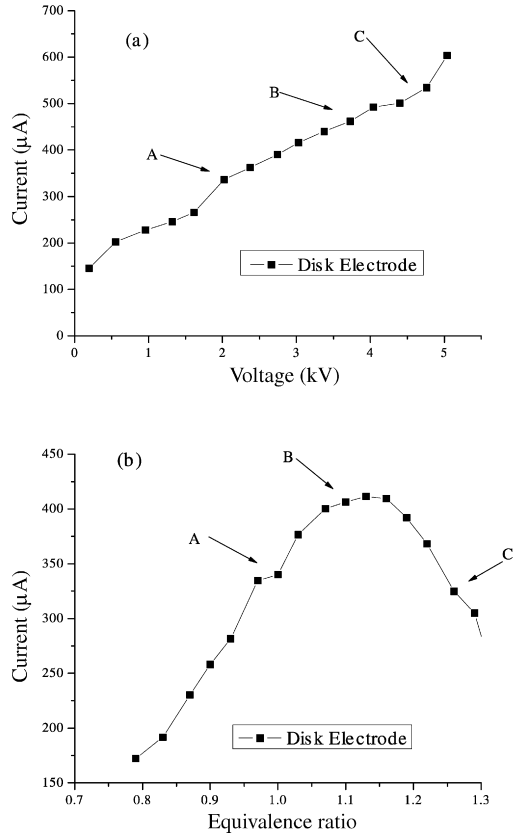 700
(a)
C
600
500
B
400
A
300
200
100
0
Current (μA)
Disk Electrode
0 1 2 3 4 5
Voltage (kV)
450
(b)
B
400
A
350
C
300
250
200
150
Current (μA)
Disk Electrode
0.7 0.8 0.9 1.0 1.1 1.2 1.3
Equivalence ratio